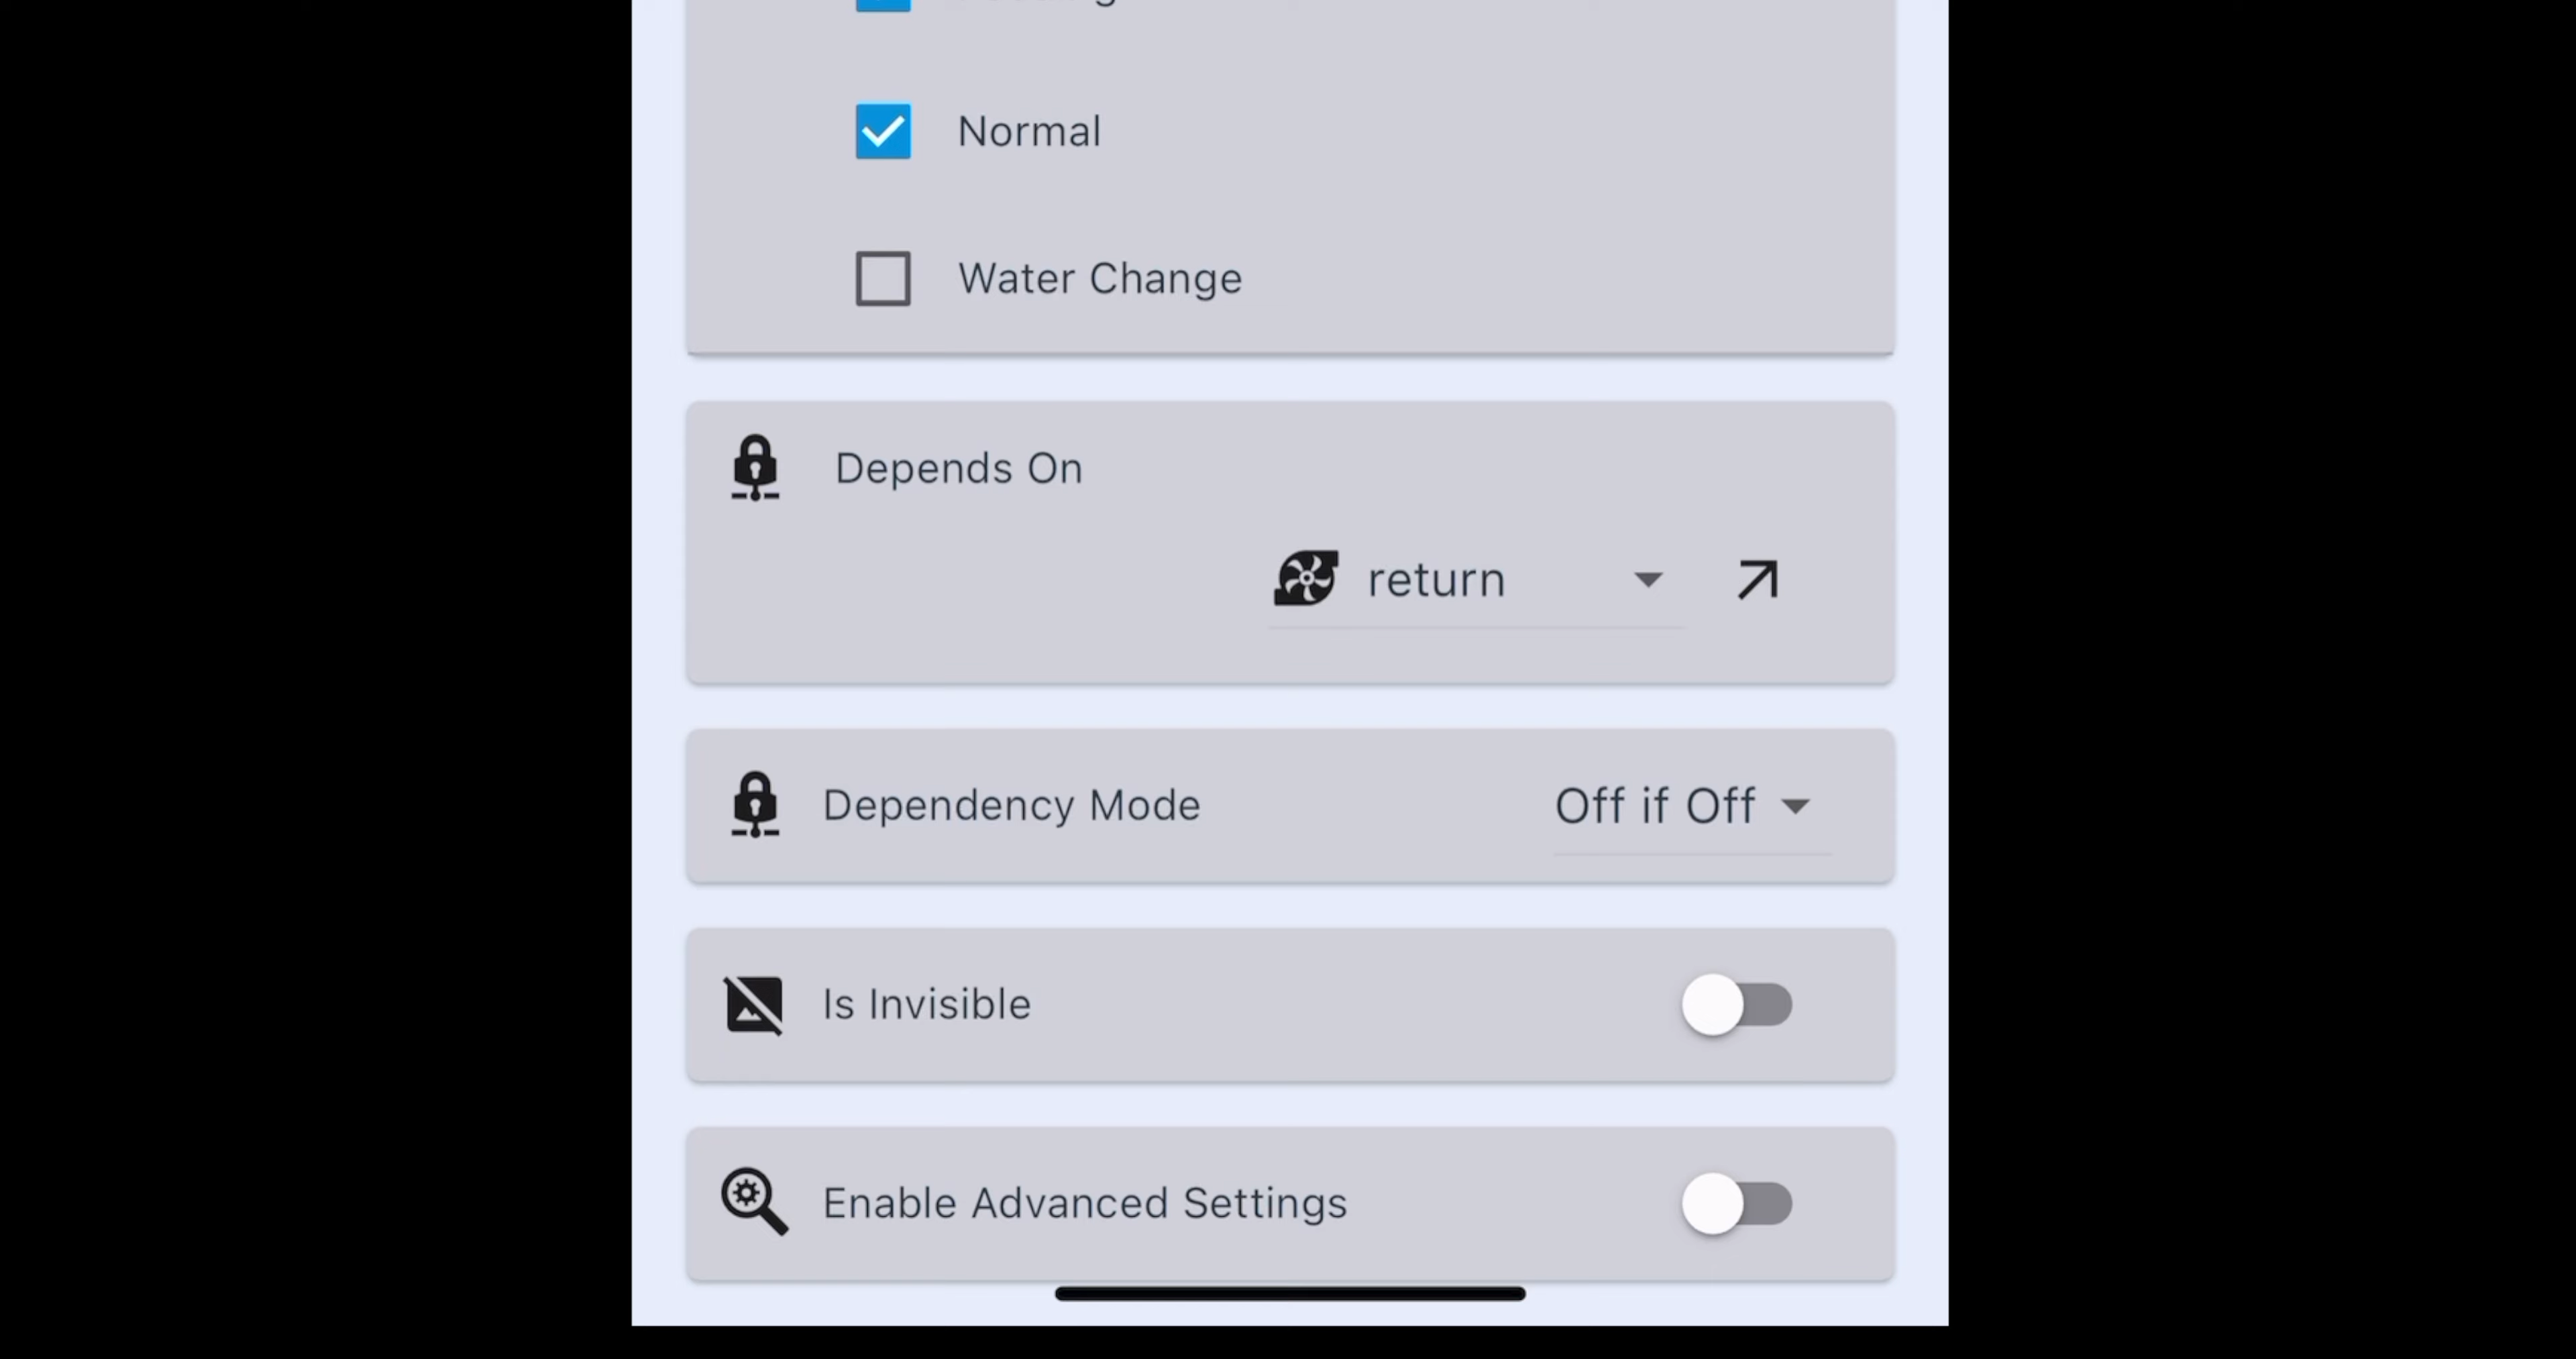 Normal
Water Change
Depends On
return
Dependency Mode
Off if Off
Is Invisible
Enable Advanced Settings